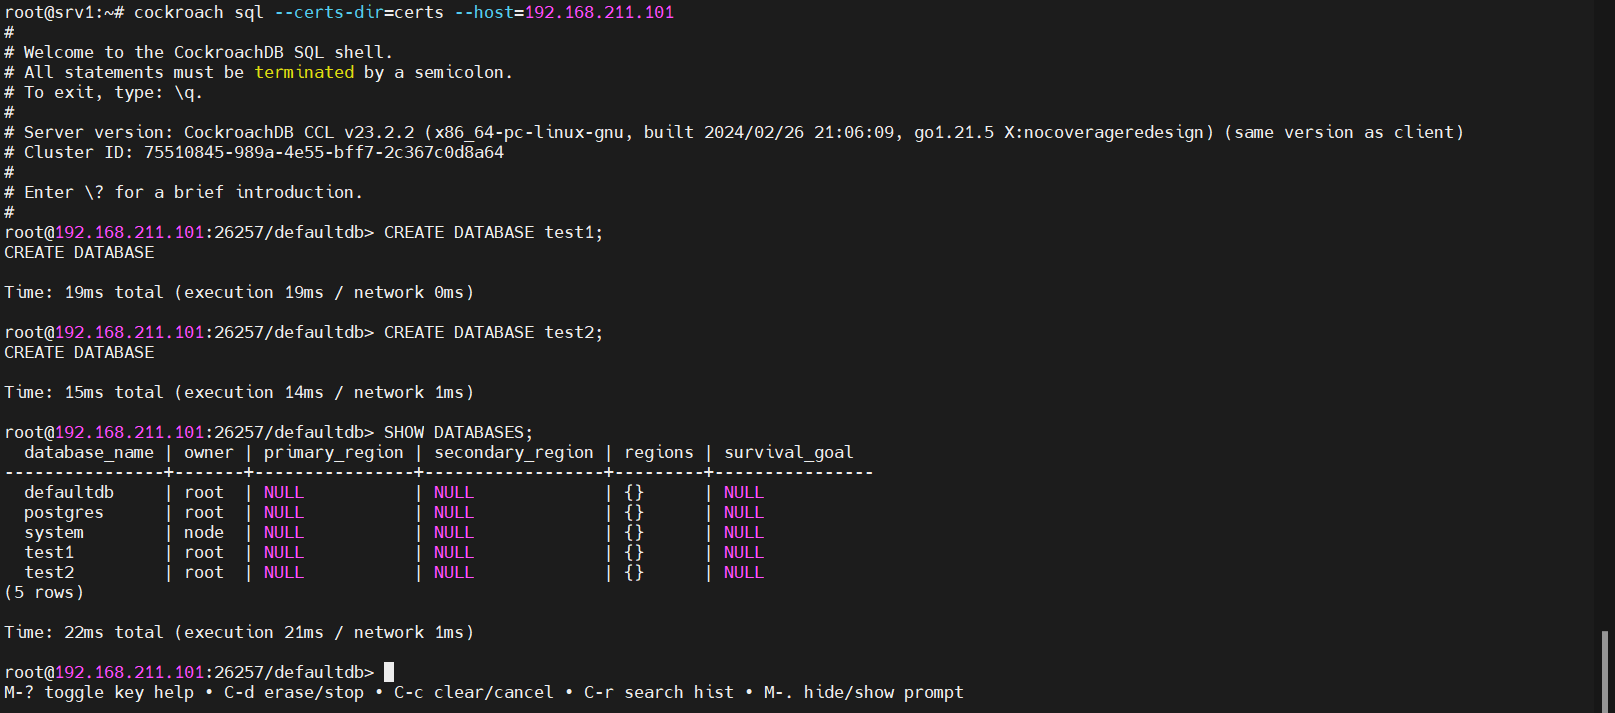 root@srv1:~# cockroach sql --certs-dir=certs --host=192.168.211.101
#
# Welcome to the CockroachDB SQL shell.
# All statements must be terminated by a semicolon.
# To exit, type: \q.
#
# Server version: CockroachDB CCL v23.2.2 (x86_64-pc-linux-gnu, built 2024/02/26 21:06:09, go1.21.5 X:nocoverageredesign) (same version as client)
# Cluster ID: 75510845-989a-4e55-bff7-2c367c0d8a64
#
# Enter \? for a brief introduction.
#
root@192.168.211.101:26257/defaultdb> CREATE DATABASE test1;
CREATE DATABASE

Time: 19ms total (execution 19ms / network 0ms)

root@192.168.211.101:26257/defaultdb> CREATE DATABASE test2;
CREATE DATABASE

Time: 15ms total (execution 14ms / network 1ms)

root@192.168.211.101:26257/defaultdb> SHOW DATABASES;
  database_name | owner | primary_region | secondary_region | regions | survival_goal
----------------+-------+----------------+------------------+---------+----------------
  defaultdb     | root  | NULL           | NULL             | {}      | NULL
  postgres      | root  | NULL           | NULL             | {}      | NULL
  system        | node  | NULL           | NULL             | {}      | NULL
  test1         | root  | NULL           | NULL             | {}      | NULL
  test2         | root  | NULL           | NULL             | {}      | NULL
(5 rows)

Time: 22ms total (execution 21ms / network 1ms)

root@192.168.211.101:26257/defaultdb>
M-? toggle key help • C-d erase/stop • C-c clear/cancel • C-r search hist • M-. hide/show prompt